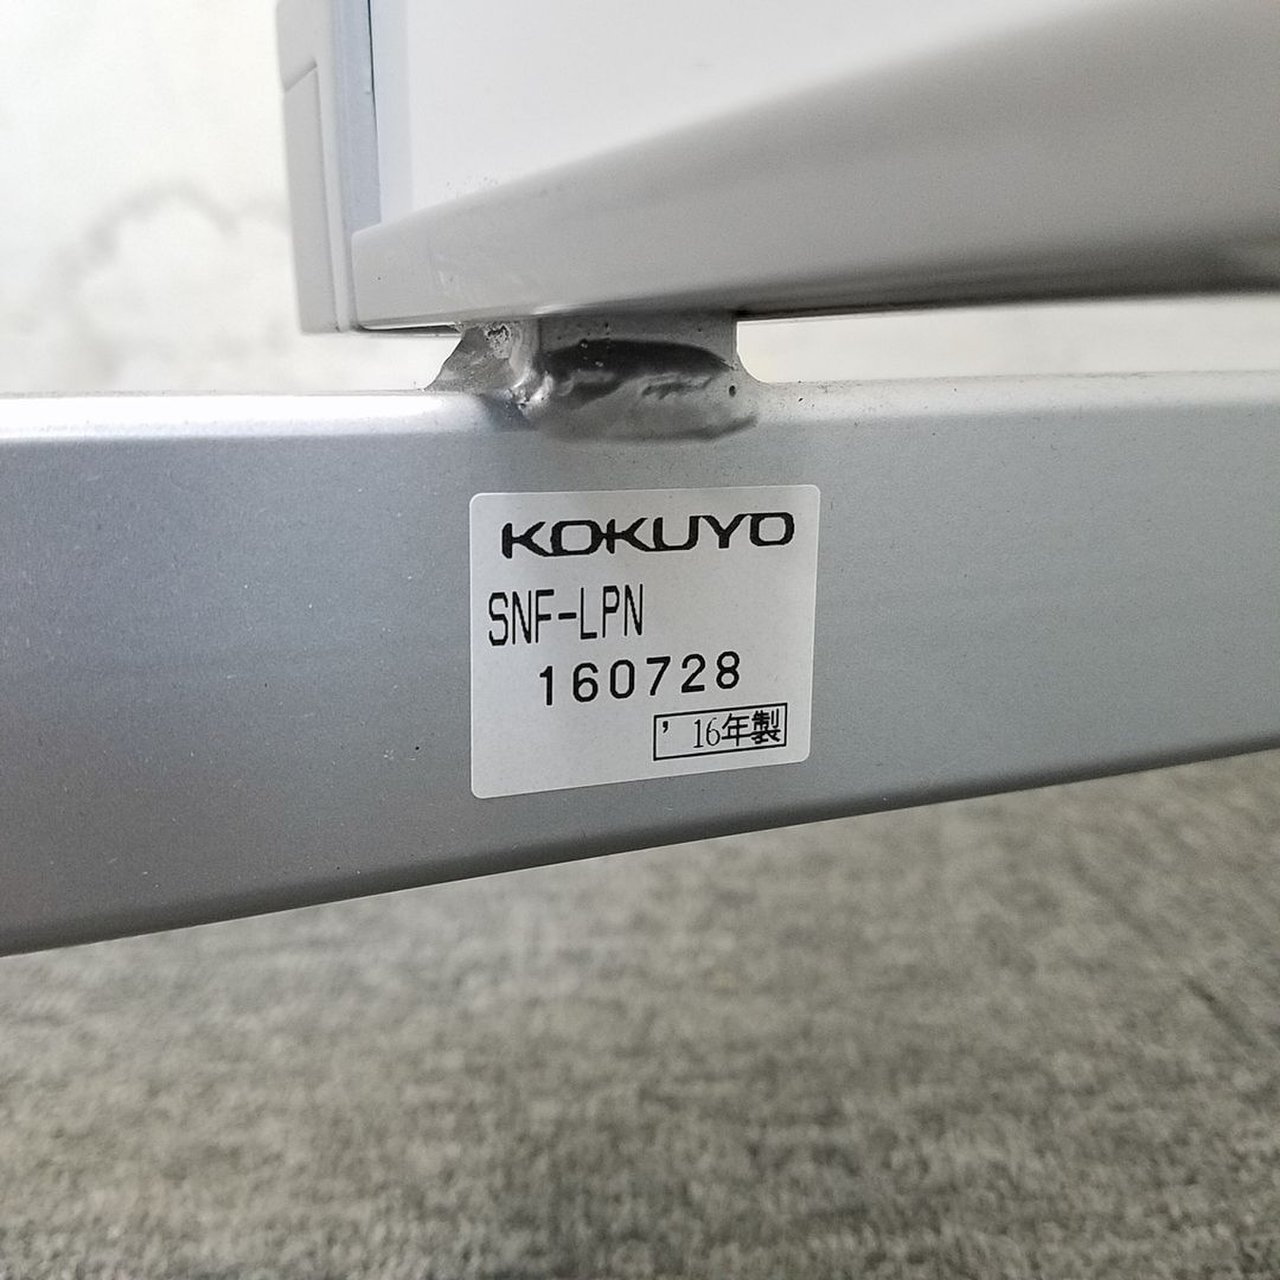 KOKUYO
SNF-LPN
160728
’16年製